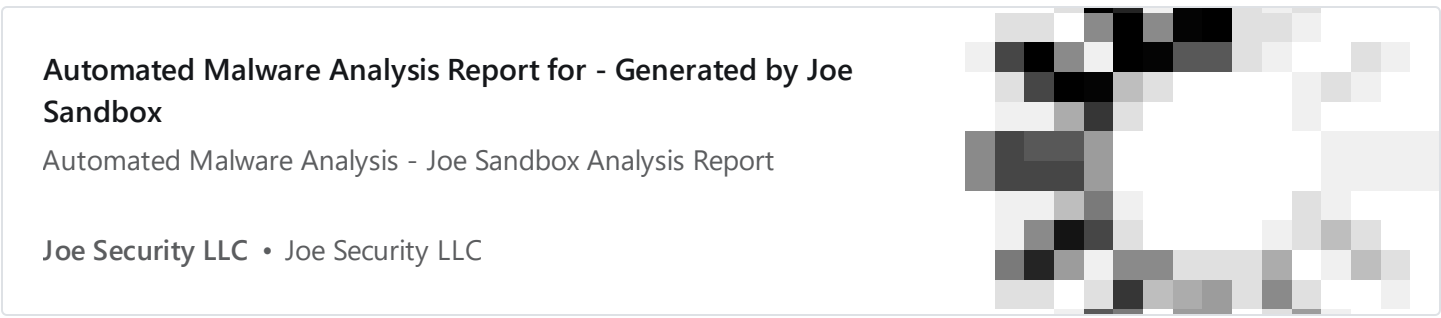 Automated Malware Analysis Report for - Generated by Joe
Sandbox
Automated Malware Analysis - Joe Sandbox Analysis Report
Joe Security LLC • Joe Security LLC